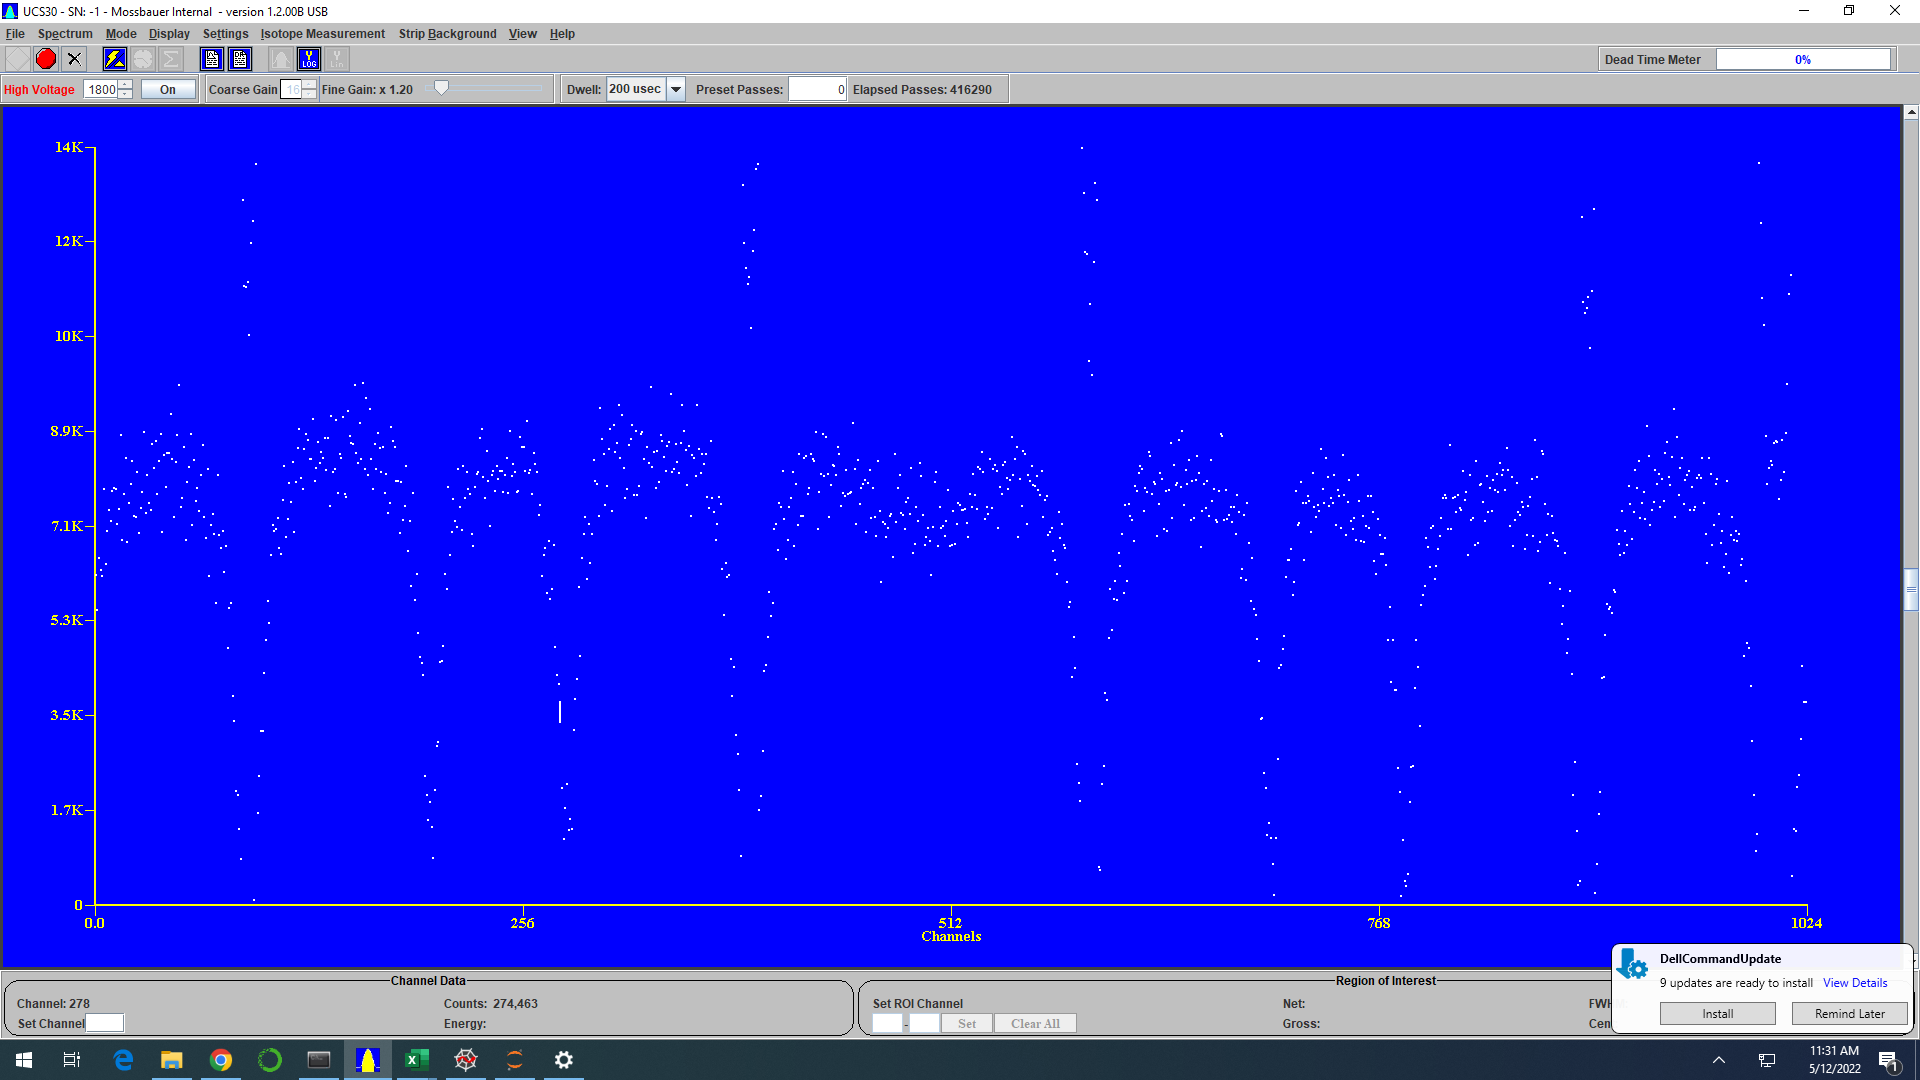 UCS30 - SN: -1 - Mossbauer Internal - version 1.2.00B USB
File Spectrum Mode Display Settings Isotope Measurement Strip Background View Help
Dead Time Meter 0%
High Voltage 1800 On Coarse Gain 16 Fine Gain: x 1.20 Dwell: 200 usec Preset Passes: 0 Elapsed Passes: 416290
14K
12K
10K
8.9K
7.1K
5.3K
3.5K
1.7K
0
0.0 256 512 768 1024
Channels
Channel Data
Channel: 278 Counts: 274,463
Set Channel Energy:
Region of Interest
Set ROI Channel Net:
- Set Clear All Gross: Cen
DellCommandUpdate
9 updates are ready to install View Details
Install Remind Later
11:31 AM
5/12/2022
1